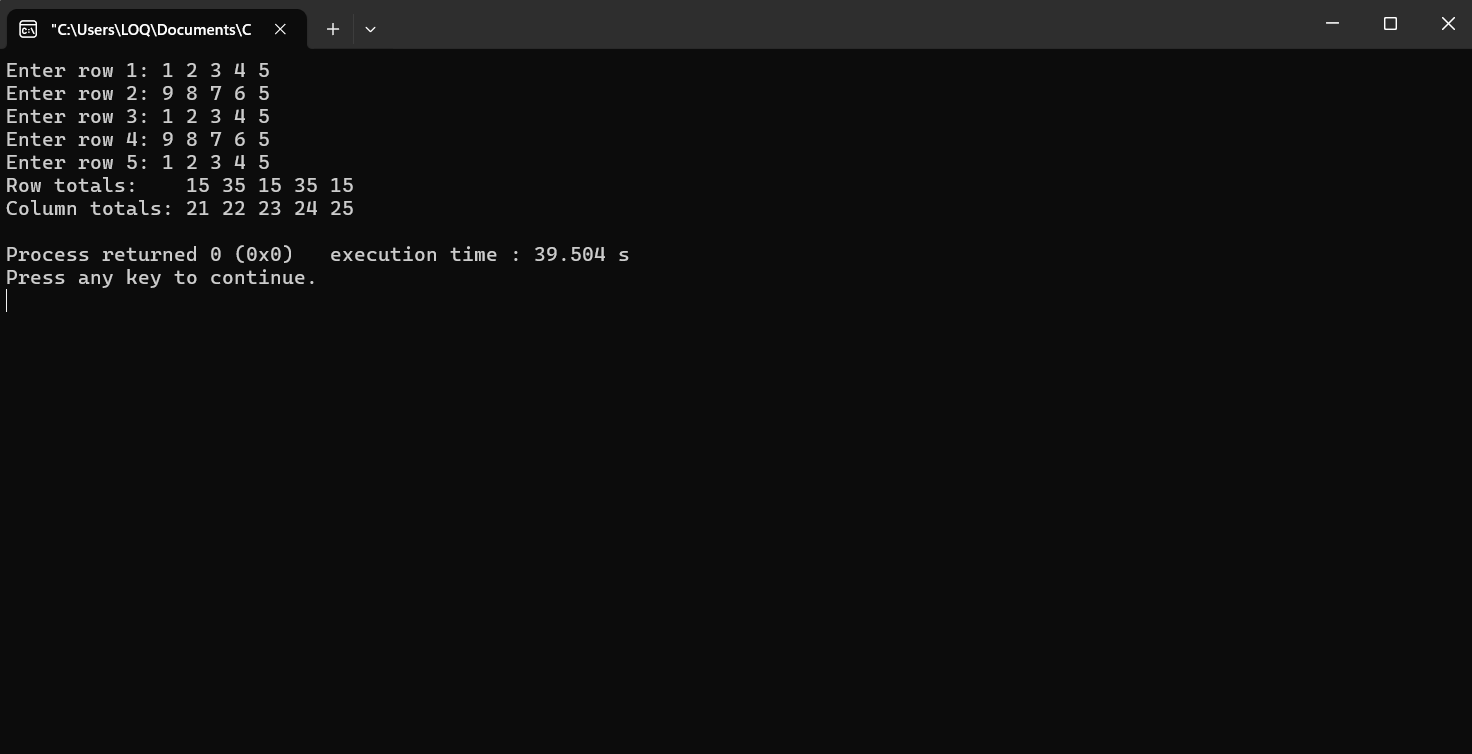 "C:\Users\LOQ\Documents\C
Enter row 1: 1 2 3 4 5
Enter row 2: 9 8 7 6 5
Enter row 3: 1 2 3 4 5
Enter row 4: 9 8 7 6 5
Enter row 5: 1 2 3 4 5
Row totals:    15 35 15 35 15
Column totals: 21 22 23 24 25

Process returned 0 (0x0)   execution time : 39.504 s
Press any key to continue.